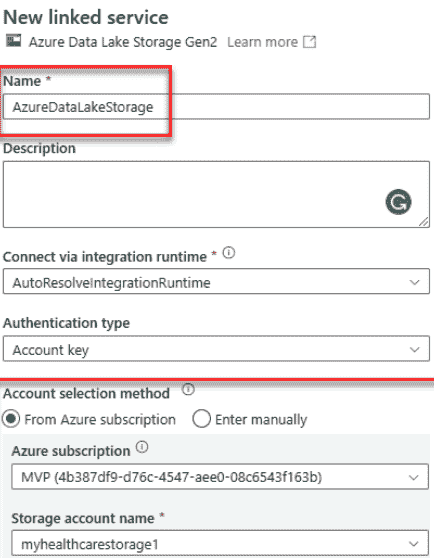 New linked service
Azure Data Lake Storage Gen2 Learn more
Name *
AzureDataLakeStorage
Description
G
Connect via integration runtime *
AutoResolveIntegrationRuntime
Authentication type
Account key
Account selection method
From Azure subscription Enter manually
Azure subscription
MVP (4b387df9-d76c-4547-aee0-08c6543f163b)
Storage account name *
myhealthcarestorage1